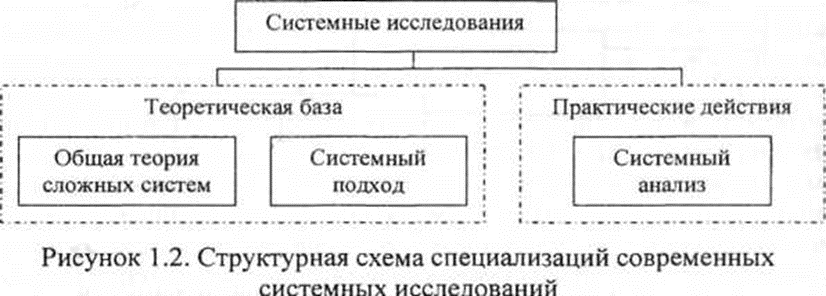 Системные исследования
Теоретическая база
Практические действия
Общая теория
сложных систем
Системный
подход
Системный
анализ
Рисунок 1.2. Структурная схема специализаций современных
системных исследований